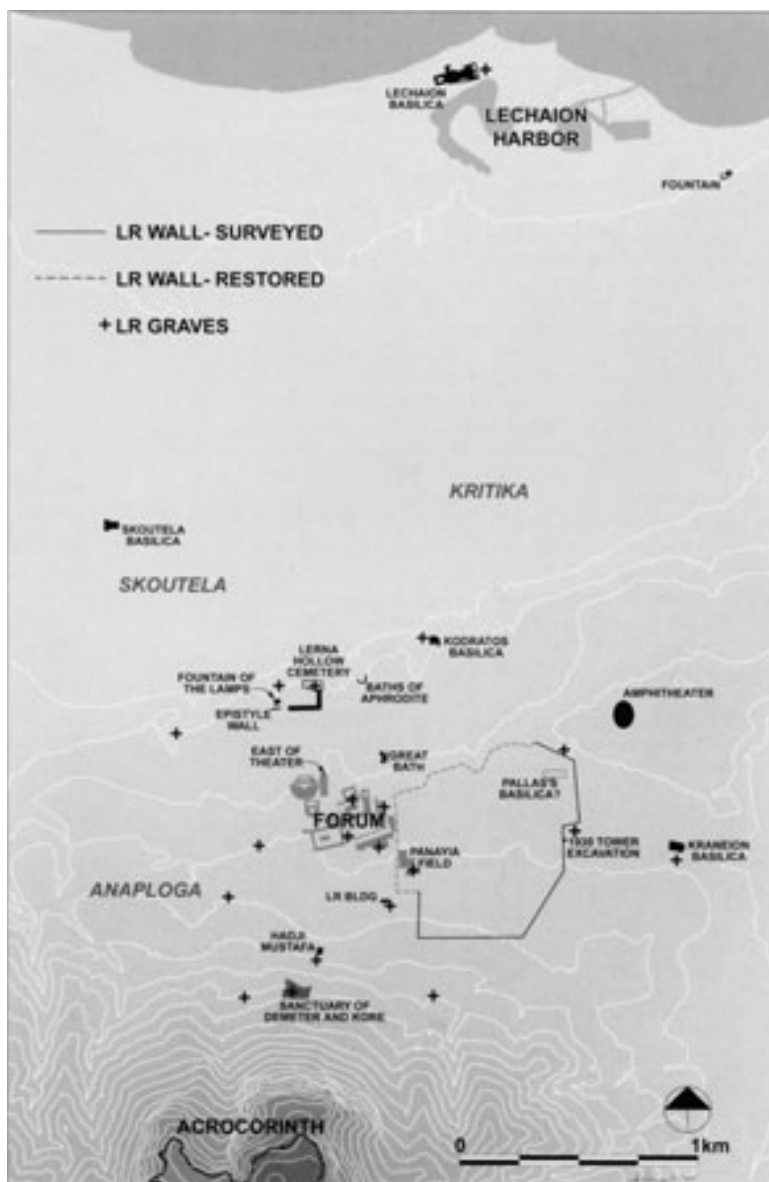 LECHAION
BASILICA
LECHAION
HARBOR
FOUNTAIN
LR WALL- SURVEYED
LR WALL- RESTORED
LR GRAVES
KRITIKA
SKOUTELA
BASILICA
SKOUTELA
KODRATOS
BASILICA
LERNA
HOLLOW
CEMETERY
FOUNTAIN OF
THE LAMPS
BATHS OF
APHRODITE
EPISTYLE
WALL
AMPHITHEATER
EAST OF
THEATER
GREAT
BATH
PALLAS'S
BASILICA?
FORUM
1930 TOWER
EXCAVATION
KRANEION
BASILICA
PANAYIA
FIELD
ANAPLOGA
LR BLDG
HADJI
MUSTAFA
SANCTUARY OF
DEMETER AND KORE
ACROCORINTH
0 1km